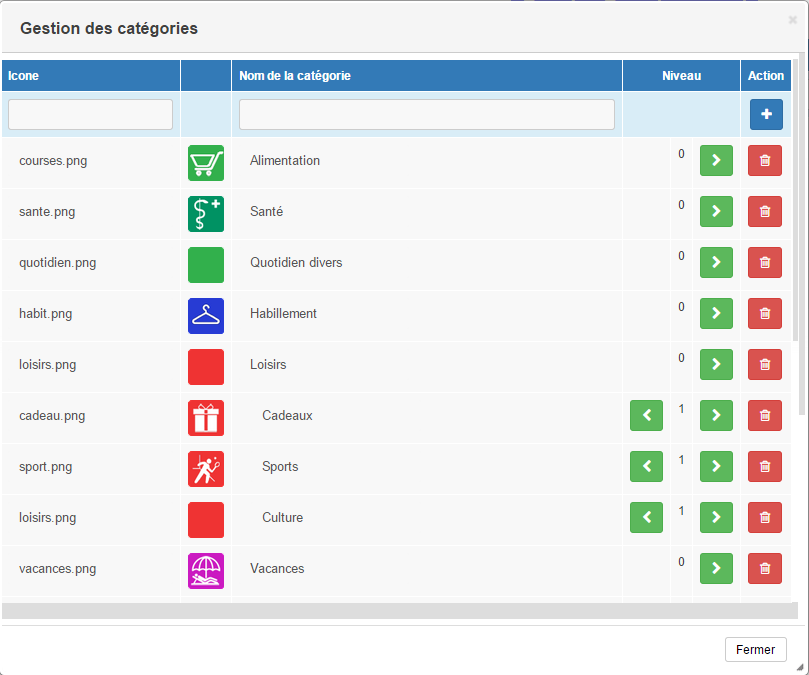 Gestion des catégories
Icone Nom de la catégorie Niveau Action
courses.png Alimentation 0
sante.png Santé 0
quotidien.png Quotidien divers 0
habit.png Habillement 0
loisirs.png Loisirs 0
cadeau.png Cadeaux 1
sport.png Sports 1
loisirs.png Culture 1
vacances.png Vacances 0
Fermer